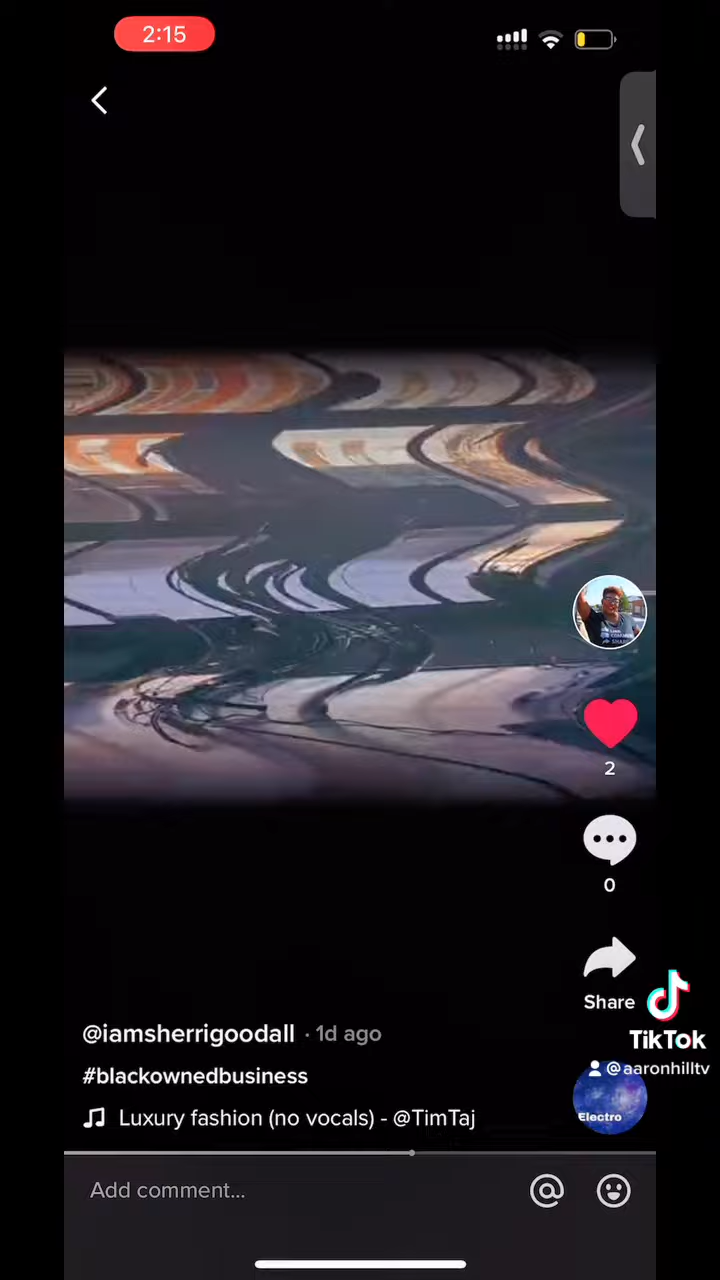 2:15
2
0
Share
TikTok
@aaronhilltv
@iamsherrigoodall · 1d ago
#blackownedbusiness
Electro
Luxury fashion (no vocals) - @TimTaj
Add comment...